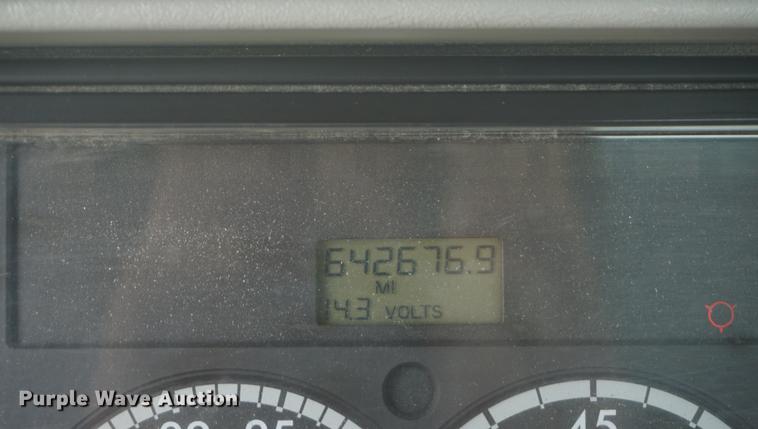 642676.9
MI
14.3 VOLTS
Purple Wave Auction
45